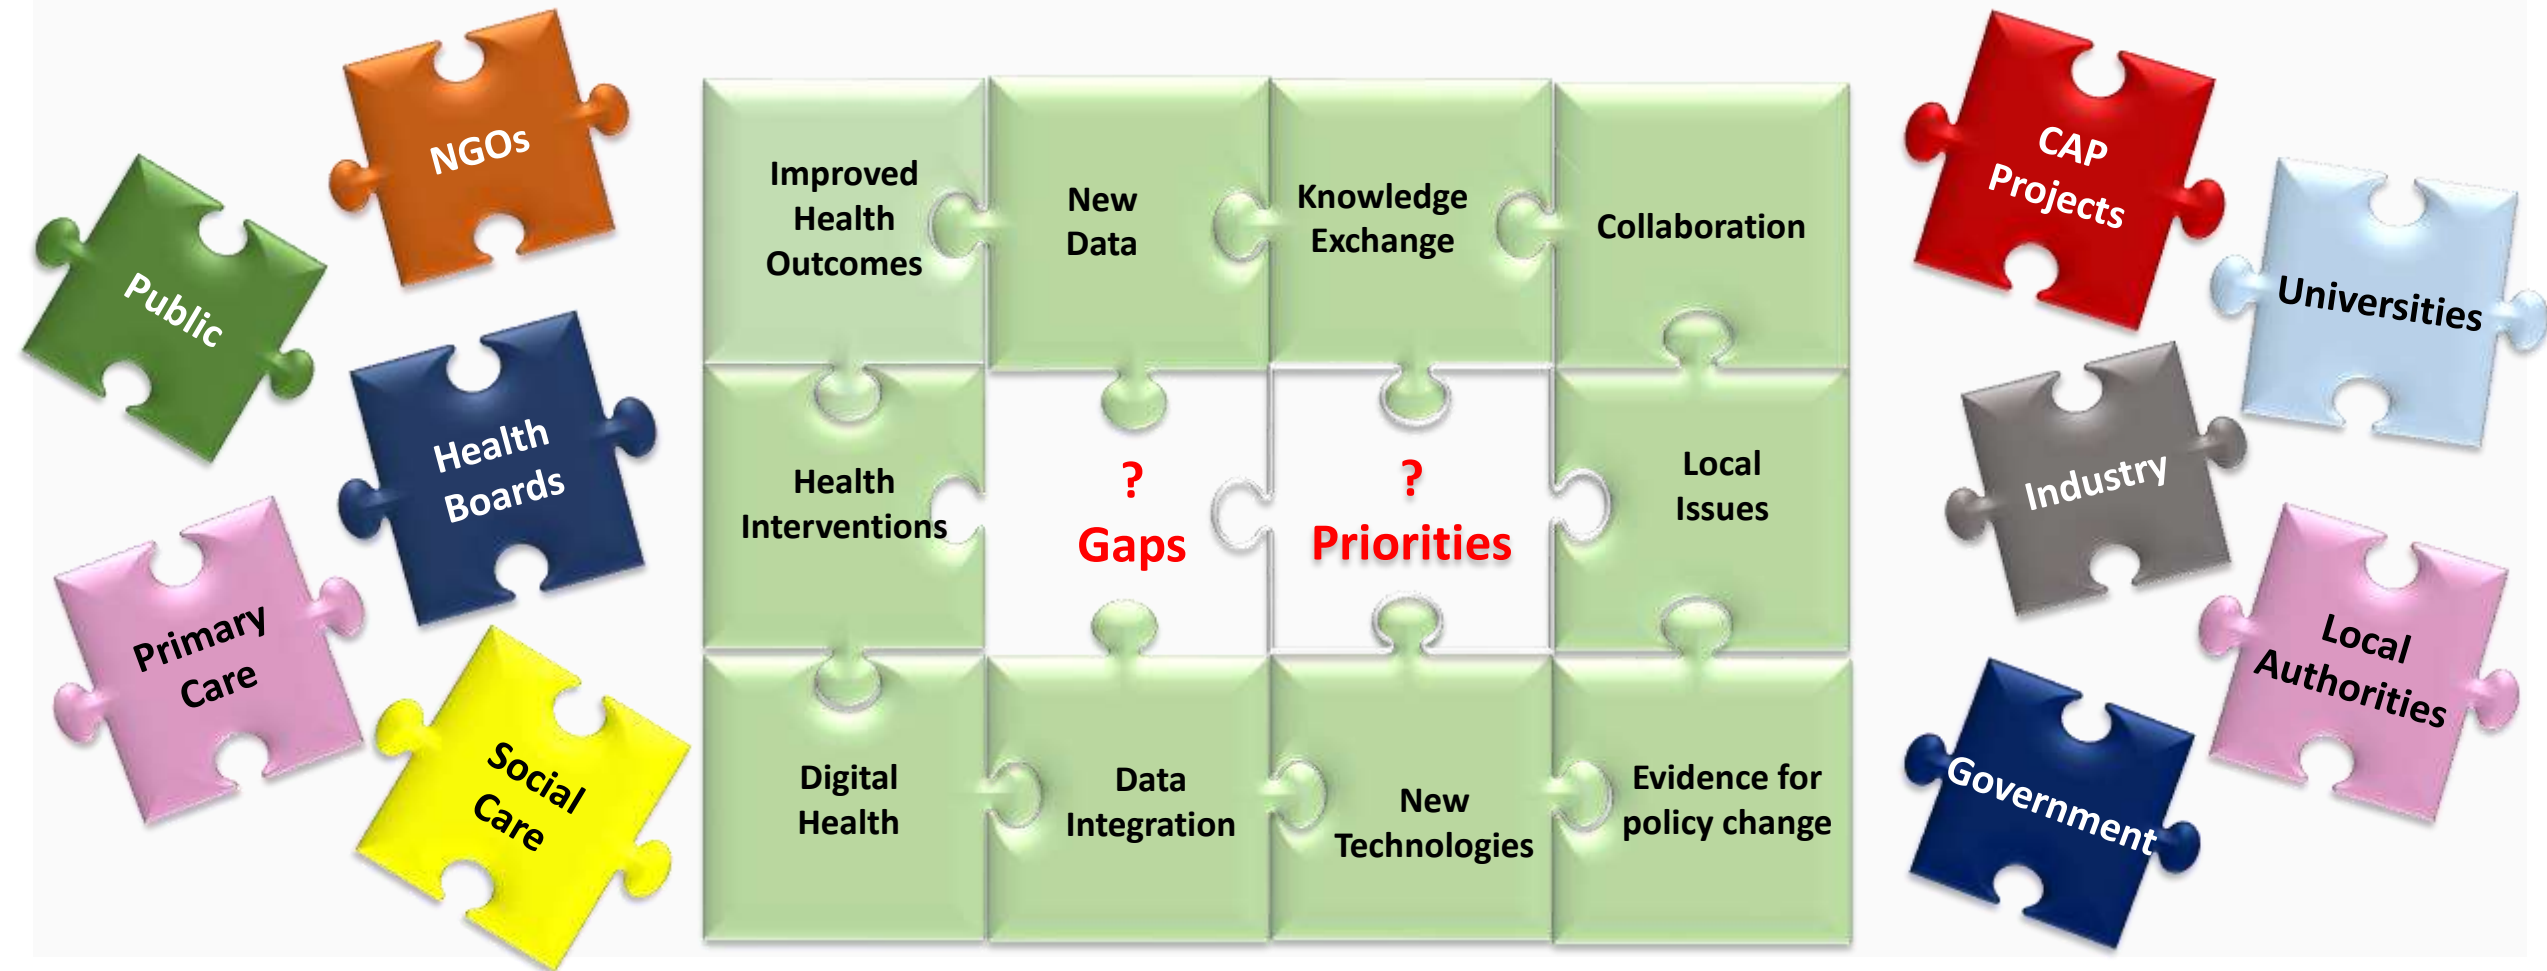 NGOs
Public
Health
Boards
Primary
Care
Social
Care
Improved
Health
Outcomes
New
Data
Knowledge
Exchange
Collaboration
Health
Interventions
?
Gaps
?
Priorities
Local
Issues
Digital
Health
Data
Integration
New
Technologies
Evidence for
policy change
CAP
Projects
Universities
Industry
Local
Authorities
Government